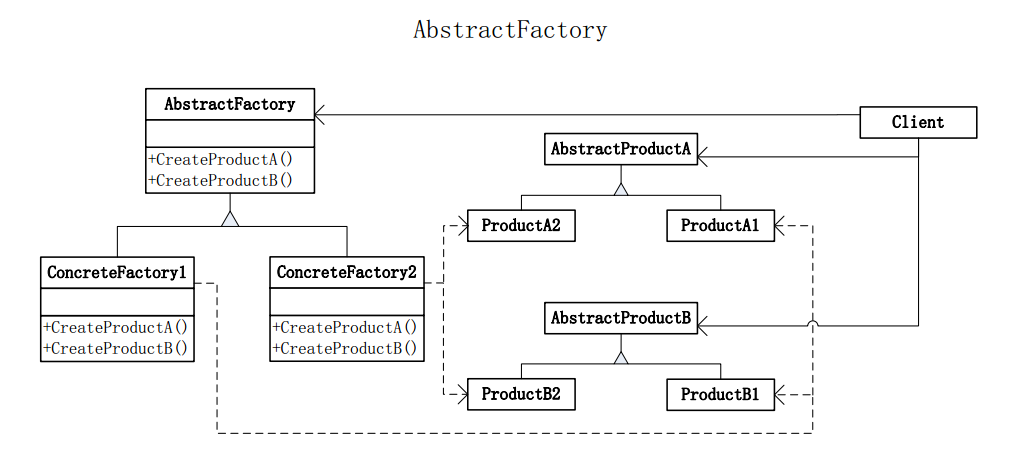 AbstractFactory
AbstractFactory
+CreateProductA()
+CreateProductB()
Client
AbstractProductA
ProductA2
ProductA1
ConcreteFactory1
+CreateProductA()
+CreateProductB()
ConcreteFactory2
+CreateProductA()
+CreateProductB()
AbstractProductB
ProductB2
ProductB1